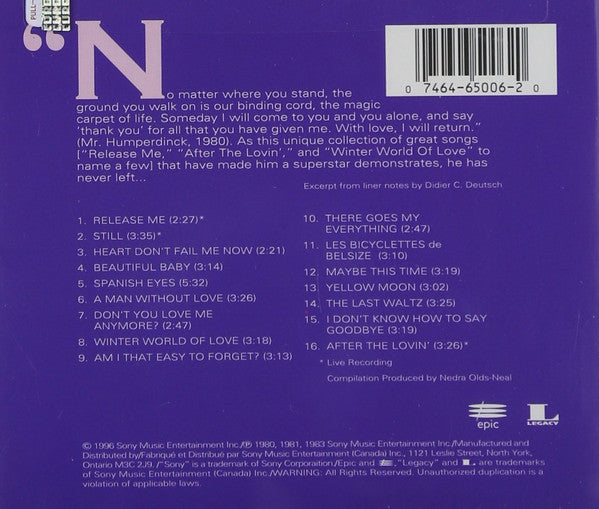 PULL
“No matter where you stand, the
ground you walk on is our binding cord, the magic
carpet of life. Someday I will come to you and you alone, and say
‘thank you’ for all that you have given me. With love, I will return.”
(Mr. Humperdinck, 1980). As this unique collection of great songs
[“Release Me,” “After The Lovin’,” and “Winter World Of Love” to
name a few] that have made him a superstar demonstrates, he has
never left...
Excerpt from liner notes by Didier C. Deutsch
0 7464-65006-2 0
1. RELEASE ME (2:27)*
2. STILL (3:35)*
3. HEART DON'T FAIL ME NOW (2:21)
4. BEAUTIFUL BABY (3:14)
5. SPANISH EYES (5:32)
6. A MAN WITHOUT LOVE (3:26)
7. DON'T YOU LOVE ME
ANYMORE? (2:47)
8. WINTER WORLD OF LOVE (3:18)
9. AM I THAT EASY TO FORGET? (3:13)
10. THERE GOES MY
EVERYTHING (2:47)
11. LES BICYCLETTES de
BELSIZE (3:10)
12. MAYBE THIS TIME (3:19)
13. YELLOW MOON (3:02)
14. THE LAST WALTZ (3:25)
15. I DON'T KNOW HOW TO SAY
GOODBYE (3:19)
16. AFTER THE LOVIN' (3:26)*
* Live Recording
Compilation Produced by Nedra Olds-Neal
epic
L LEGACY
© 1996 Sony Music Entertainment Inc./℗ 1980, 1981, 1983 Sony Music Entertainment Inc./Manufactured and
Distributed by/Fabriqué et Distribué par Sony Music Entertainment (Canada) Inc., 1121 Leslie Street, North York,
Ontario M3C 2J9. /"Sony" is a trademark of Sony Corporaition/Epic and , "Legacy" and L. are trademarks
of Sony Music Entertainment (Canada) Inc./WARNING: All Rights Reserved. Unauthorized duplication is a
violation of applicable laws.